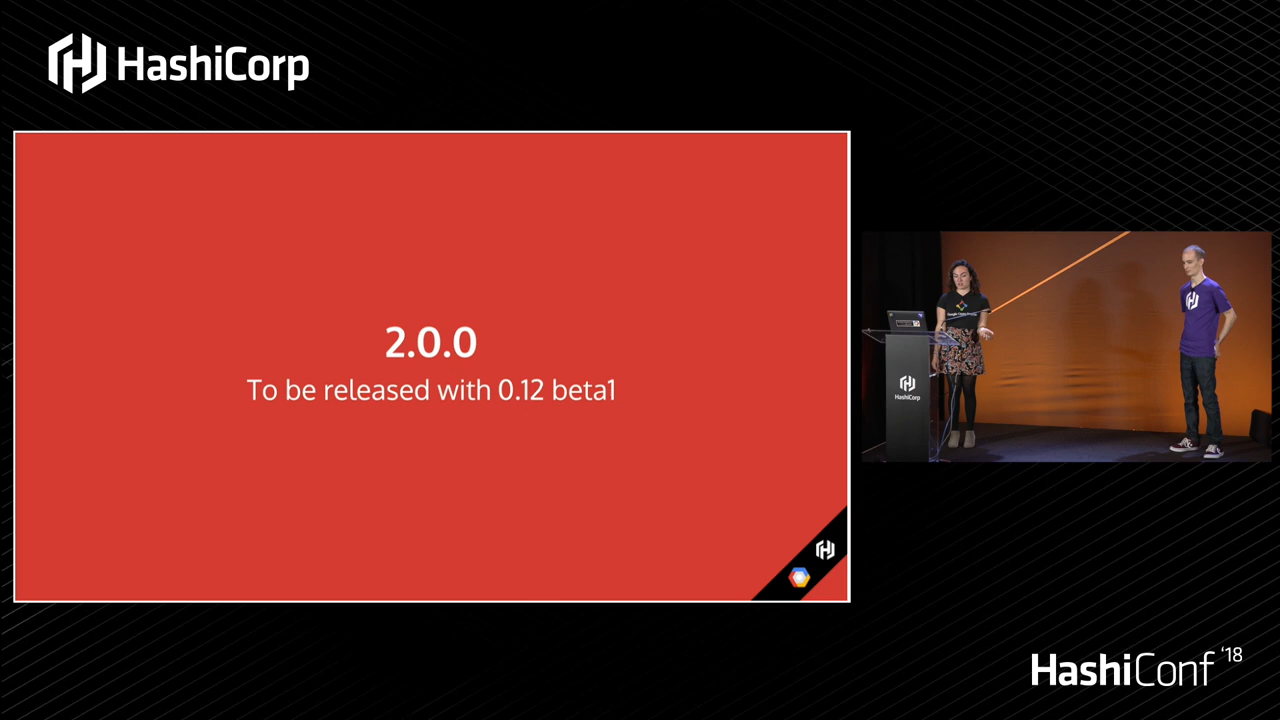 HashiCorp
2.0.0
To be released with 0.12 beta1
HashiCorp
HashiConf '18